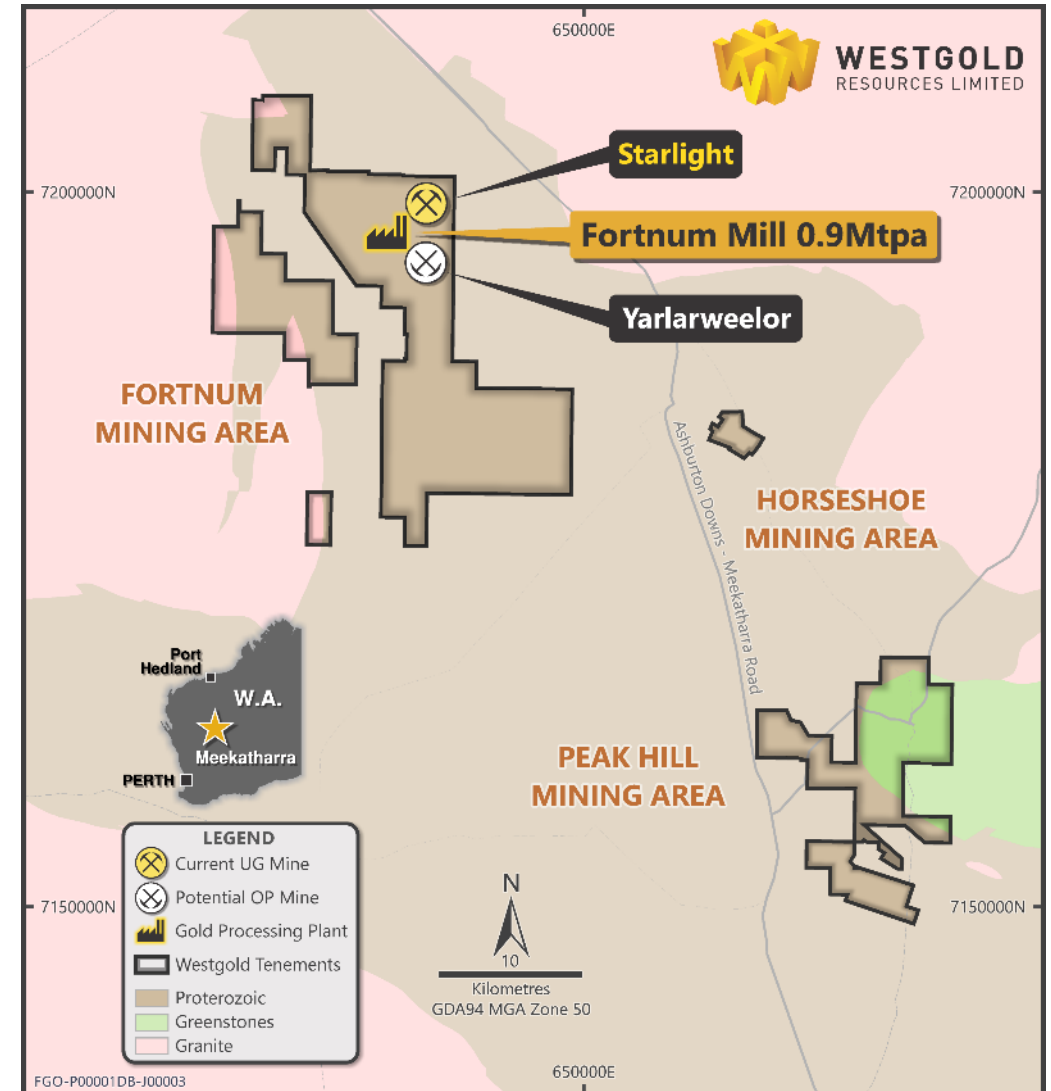 650000E
WESTGOLD
RESOURCES LIMITED
Starlight
7200000N
7200000N
Fortnum Mill 0.9Mtpa
Yarlarweelor
FORTNUM
MINING AREA
Ashburton Downs - Meekatharra Road
HORSESHOE
MINING AREA
Port
Hedland
W.A.
Meekatharra
PERTH
PEAK HILL
MINING AREA
LEGEND
Current UG Mine
Potential OP Mine
Gold Processing Plant
Westgold Tenements
Proterozoic
Greenstones
Granite
N
10
Kilometres
GDA94 MGA Zone 50
7150000N
7150000N
650000E
FGO-P00001DB-J00003